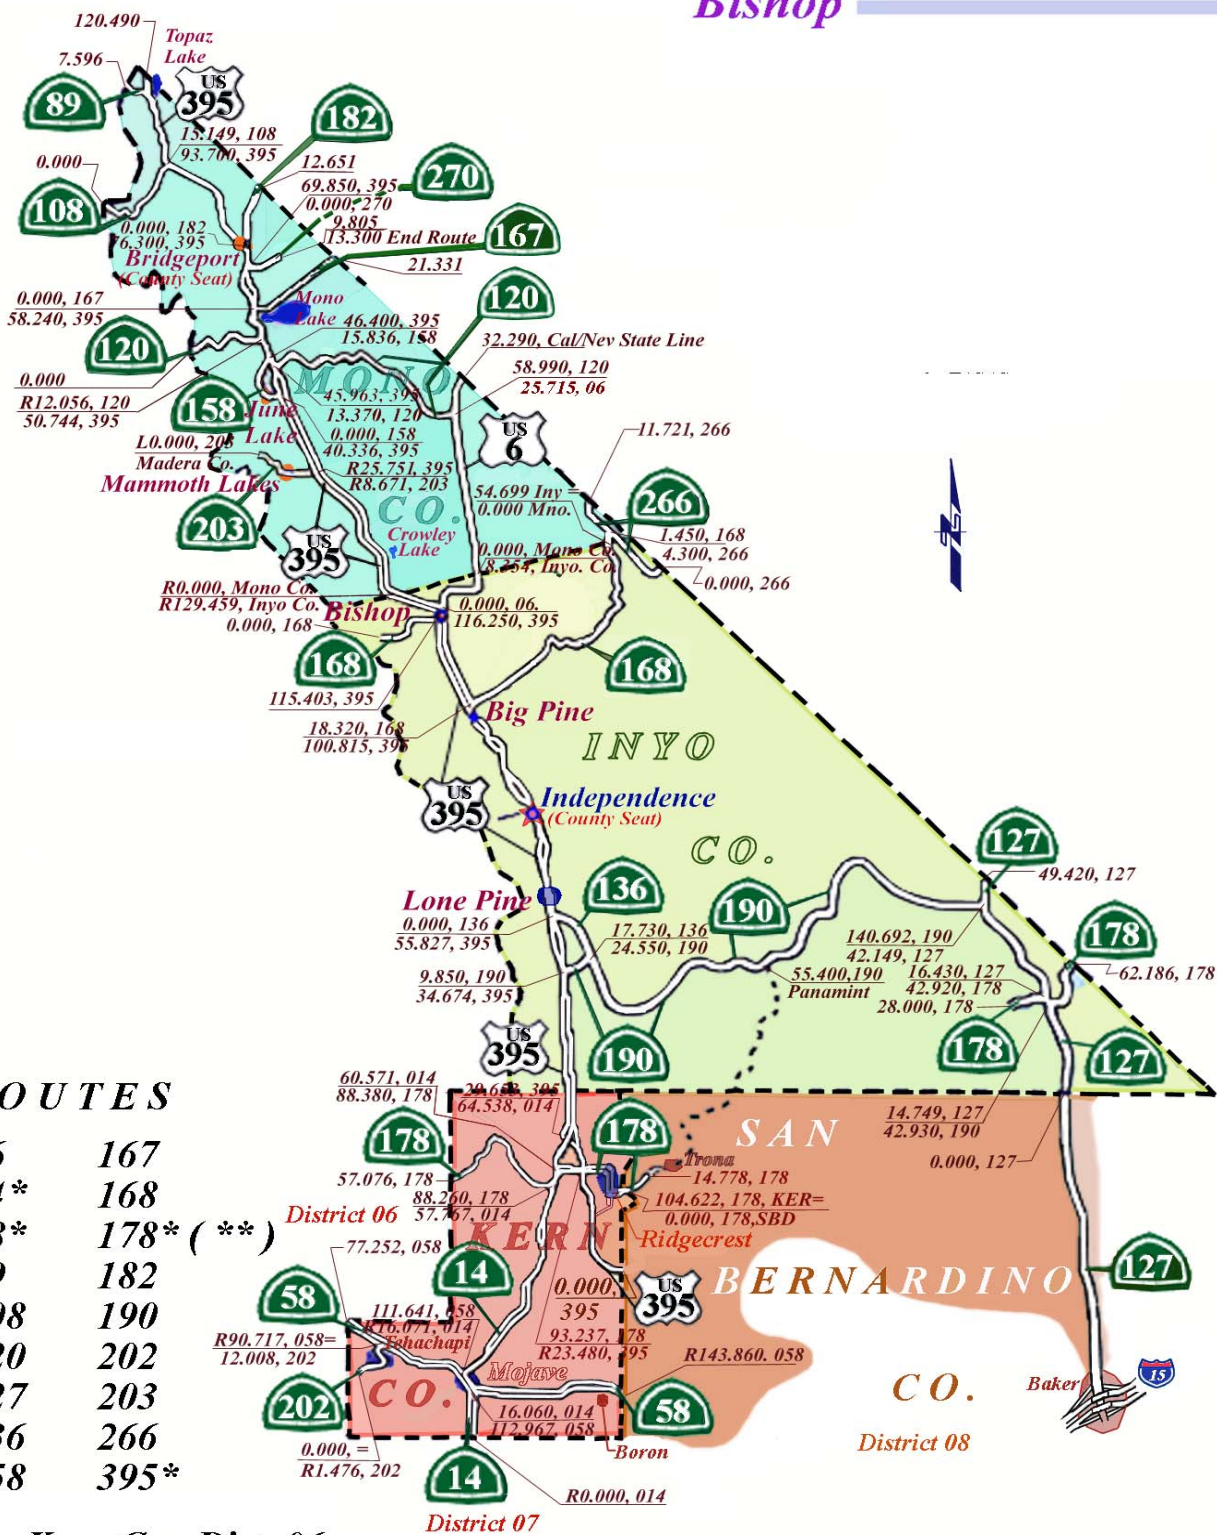 Bishop
120.490
Topaz
Lake
7.596
US
395
89
182
15.149, 108
93.700, 395
0.000
12.651
270
69.850, 395
0.000, 270
9.805
13.300 End Route
167
108
0.000, 182
76.300, 395
Bridgeport
(County Seat)
21.331
0.000, 167
58.240, 395
Mono
Lake
120
46.400, 395
15.836, 158
32.290, Cal/Nev State Line
120
58.990, 120
25.715, 06
0.000
R12.056, 120
50.744, 395
MONO
158
June
Lake
45.963, 395
13.370, 120
0.000, 158
40.336, 395
US
6
11.721, 266
L0.000, 203
Madera Co.
Mammoth Lakes
R25.751, 395
R8.671, 203
54.699 Iny =
0.000 Mno.
266
203
CO.
US
395
Crowley
Lake
1.450, 168
4.300, 266
0.000, Mono Co.
8.354, Inyo. Co.
0.000, 266
R0.000, Mono Co.
R129.459, Inyo Co.
Bishop
0.000, 06.
116.250, 395
0.000, 168
168
168
115.403, 395
Big Pine
18.320, 168
100.815, 395
INYO
US
395
Independence
(County Seat)
CO.
127
49.420, 127
Lone Pine
136
190
0.000, 136
55.827, 395
17.730, 136
24.550, 190
140.692, 190
42.149, 127
178
62.186, 178
9.850, 190
34.674, 395
55.400,190
Panamint
16.430, 127
42.920, 178
28.000, 178
US
395
190
178
127
60.571, 014
88.380, 178
29.653, 395
64.538, 014
14.749, 127
42.930, 190
OUTES
178
178
SAN
167
Trona
0.000, 127
57.076, 178
14.778, 178
168
88.260, 178
57.767, 014
104.622, 178, KER=
0.000, 178,SBD
District 06
KERN
Ridgecrest
178* ( ** )
77.252, 058
182
14
0.000,
395
US
395
BERNARDINO
127
58
190
111.641, 058
R16.071, 014
Tehachapi
93.237, 178
R23.480, 395
R90.717, 058=
12.008, 202
R143.860. 058
202
Mojave
15
CO.
CO.
Baker
203
202
58
16.060, 014
112.967, 058
266
District 08
0.000, =
R1.476, 202
Boron
395*
14
R0.000, 014
District 07